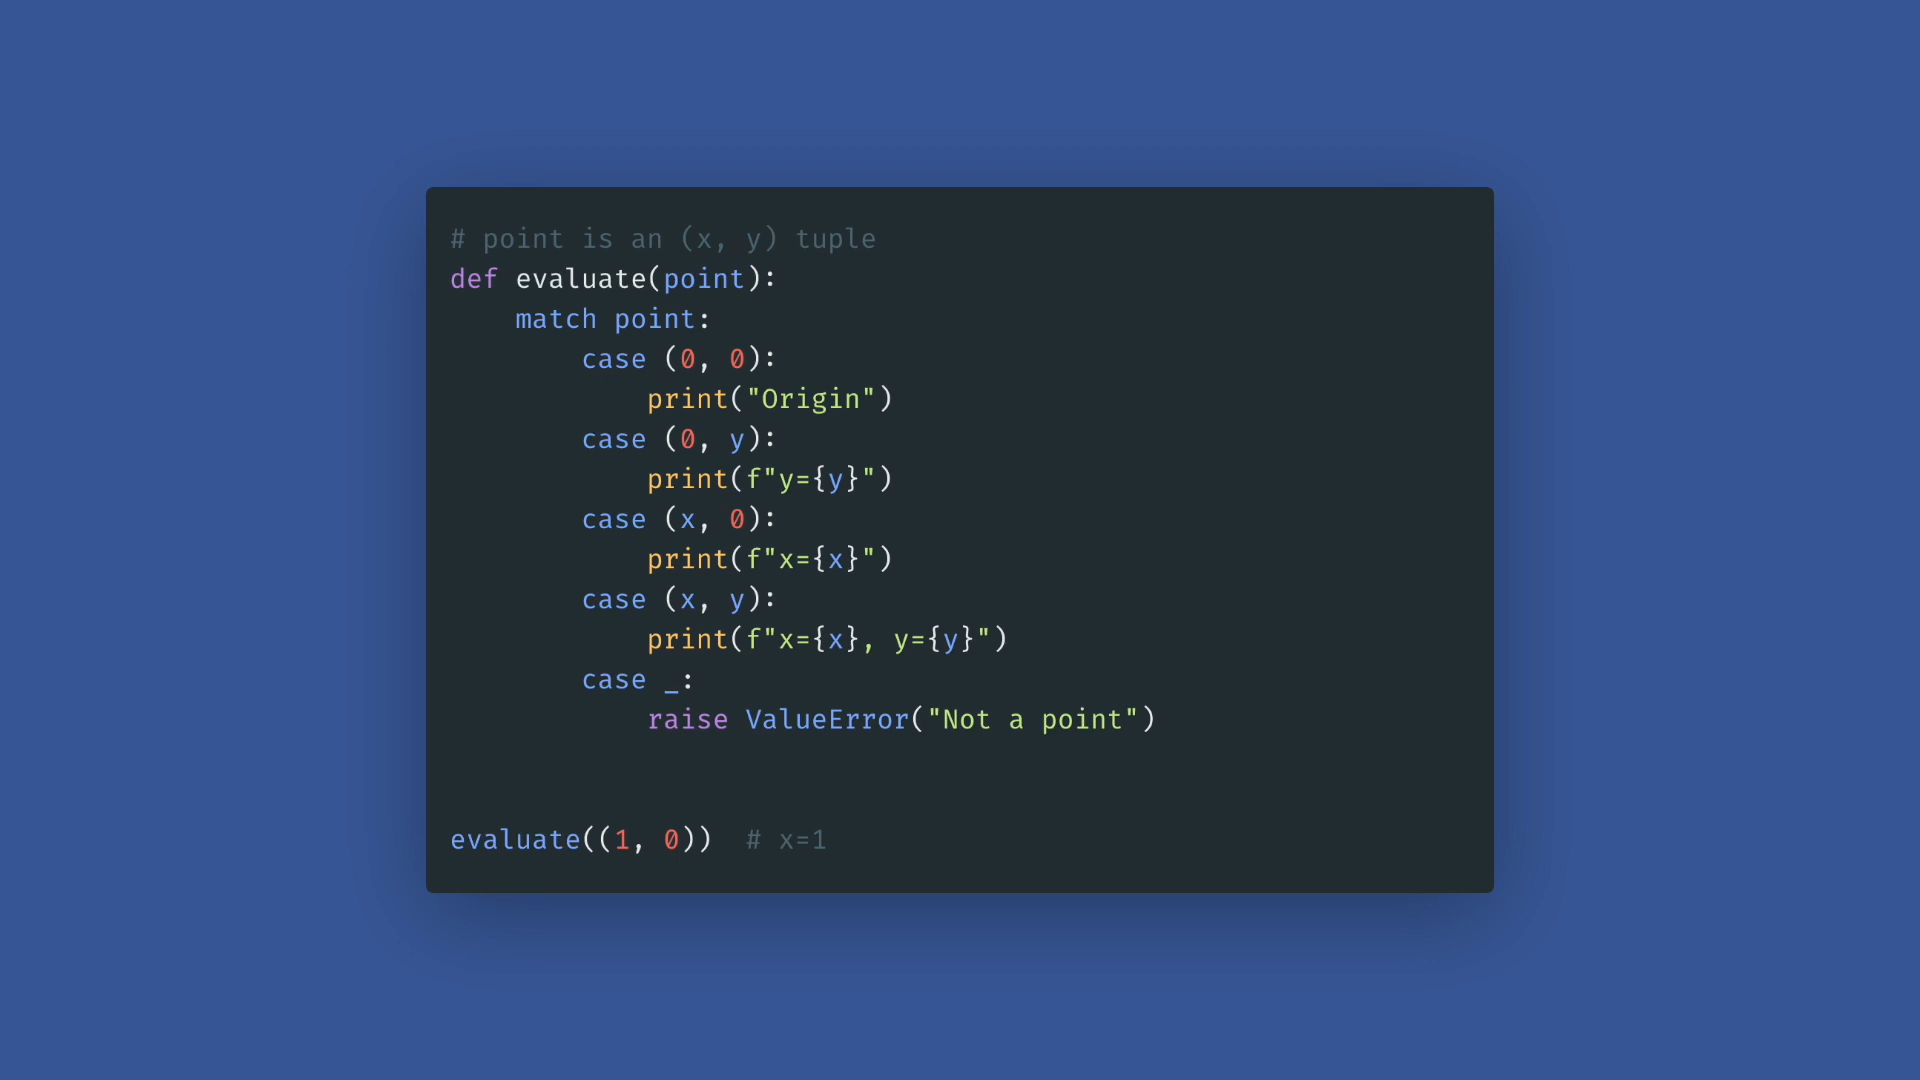 # point is an (x, y) tuple
def evaluate(point):
    match point:
        case (0, 0):
            print("Origin")
        case (0, y):
            print(f"y={y}")
        case (x, 0):
            print(f"x={x}")
        case (x, y):
            print(f"x={x}, y={y}")
        case _:
            raise ValueError("Not a point")
evaluate((1, 0))  # x=1